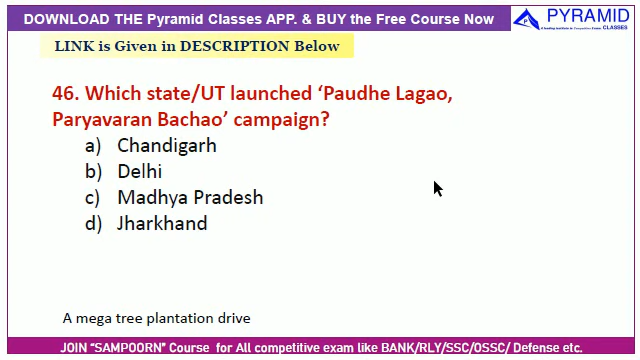 DOWNLOAD THE Pyramid Classes APP. & BUY the Free Course Now
PYRAMID
CLASSES
LINK is Given in DESCRIPTION Below
46. Which state/UT launched ‘Paudhe Lagao,
Paryavaran Bachao’ campaign?
a) Chandigarh
b) Delhi
c) Madhya Pradesh
d) Jharkhand
A mega tree plantation drive
JOIN “SAMPOORN” Course for All competitive exam like BANK/RLY/SSC/OSSC/ Defense etc.